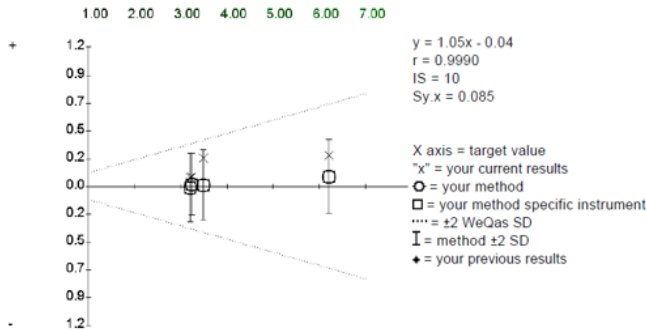 1.00 2.00 3.00 4.00 5.00 6.00 7.00
+
1.2
0.9
0.7
0.5
0.2
0.0
0.2
0.5
0.7
0.9
1.2
-
y = 1.05x - 0.04
r = 0.9990
IS = 10
Sy.x = 0.085
X axis = target value
"x" = your current results
= your method
= your method specific instrument
= ±2 WeQas SD
= method ±2 SD
= your previous results